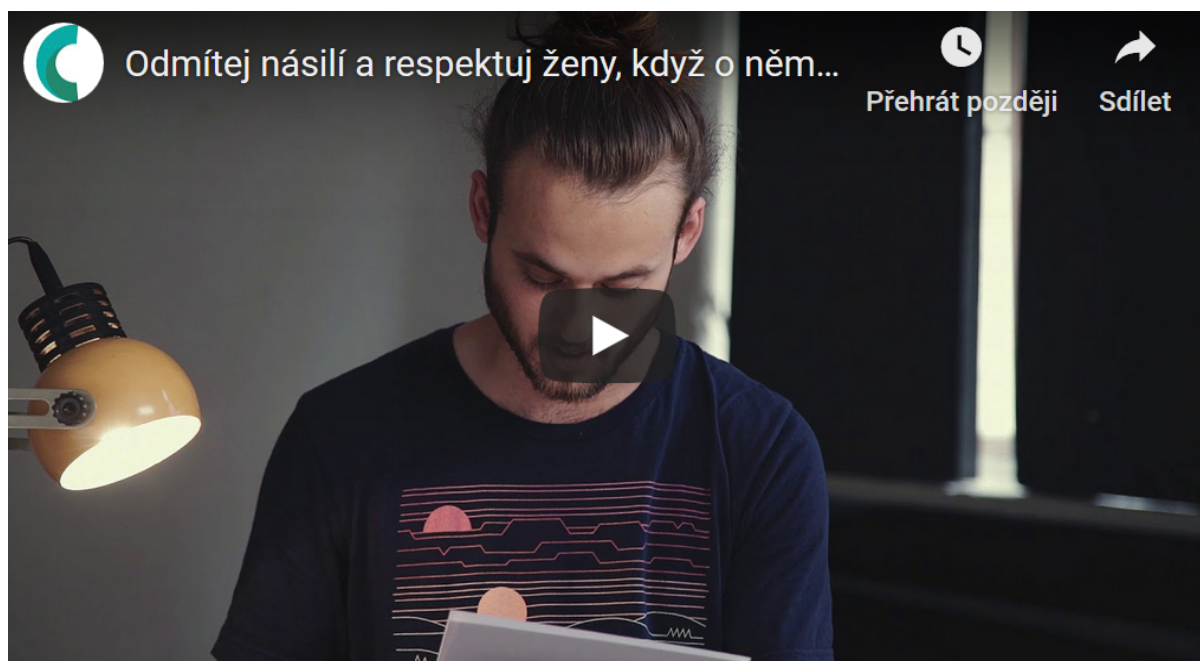 Odmítej násilí a respektuj ženy, když o něm...
Přehrát později
Sdílet